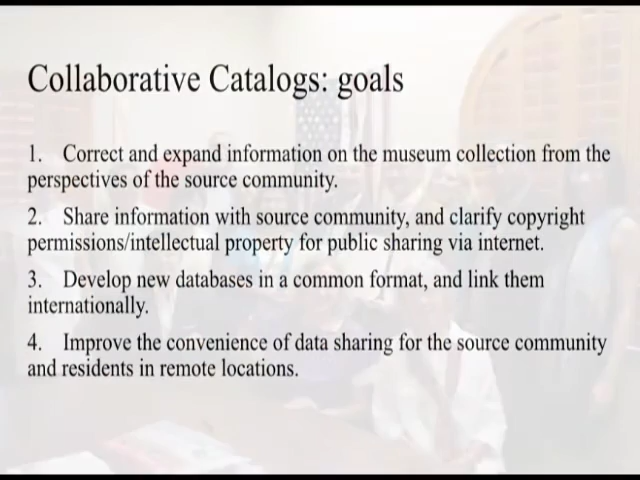 Collaborative Catalogs: goals
1. Correct and expand information on the museum collection from the
perspectives of the source community.
2. Share information with source community, and clarify copyright
permissions/intellectual property for public sharing via internet.
3. Develop new databases in a common format, and link them
internationally.
4. Improve the convenience of data sharing for the source community
and residents in remote locations.